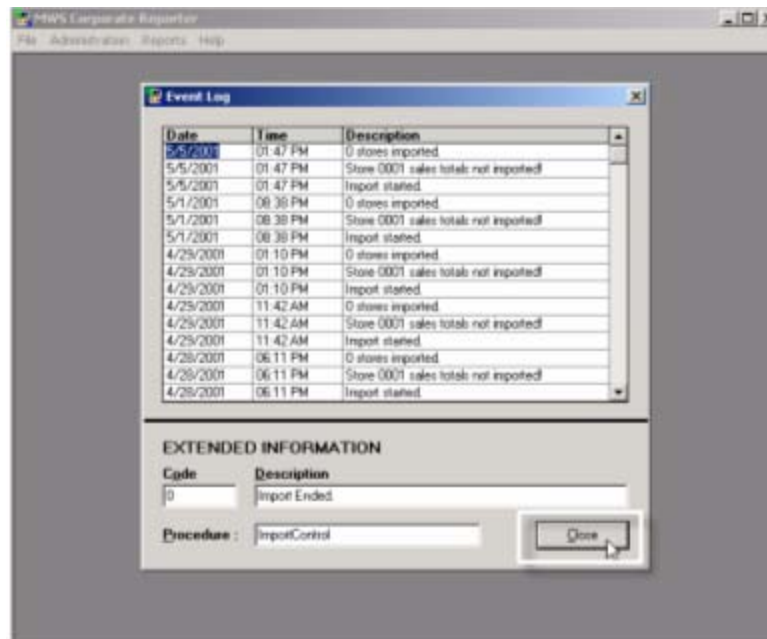 MWS Corporate Reporter
File Administration Reports Help
Event Log
Date Time Description
5/5/2001 01:47 PM 0 stores imported.
5/5/2001 01:47 PM Store 0001 sales totals not imported!
5/5/2001 01:47 PM Import started.
5/1/2001 08:38 PM 0 stores imported.
5/1/2001 08:38 PM Store 0001 sales totals not imported!
5/1/2001 08:38 PM Import started.
4/29/2001 01:10 PM 0 stores imported.
4/29/2001 01:10 PM Store 0001 sales totals not imported!
4/29/2001 01:10 PM Import started.
4/29/2001 11:42 AM 0 stores imported.
4/29/2001 11:42 AM Store 0001 sales totals not imported!
4/29/2001 11:42 AM Import started.
4/28/2001 06:11 PM 0 stores imported.
4/28/2001 06:11 PM Store 0001 sales totals not imported!
4/28/2001 06:11 PM Import started.
EXTENDED INFORMATION
Code Description
0 Import Ended.
Procedure : ImportControl Close